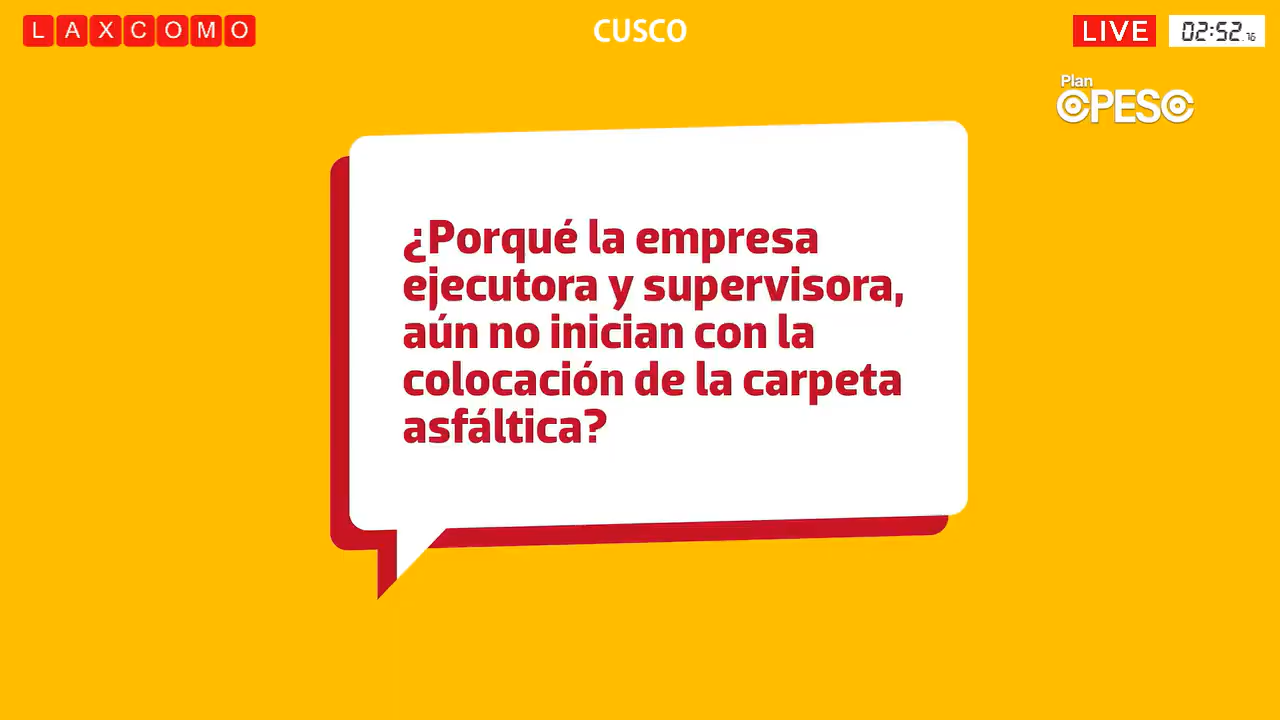 LAXCOMO
CUSCO
LIVE
02:52.76
Plan
COPESCO
¿Porqué la empresa
ejecutora y supervisora,
aún no inician con la
colocación de la carpeta
asfáltica?